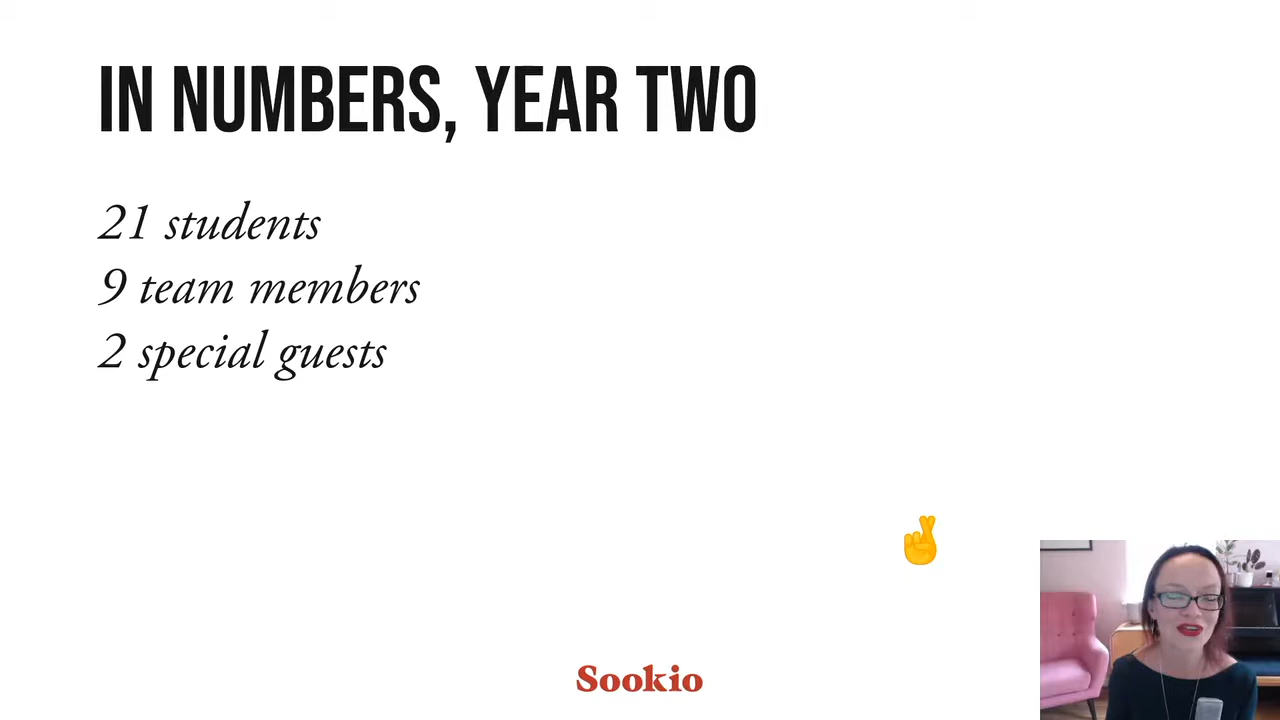 IN NUMBERS, YEAR TWO
21 students
9 team members
2 special guests
Sookio